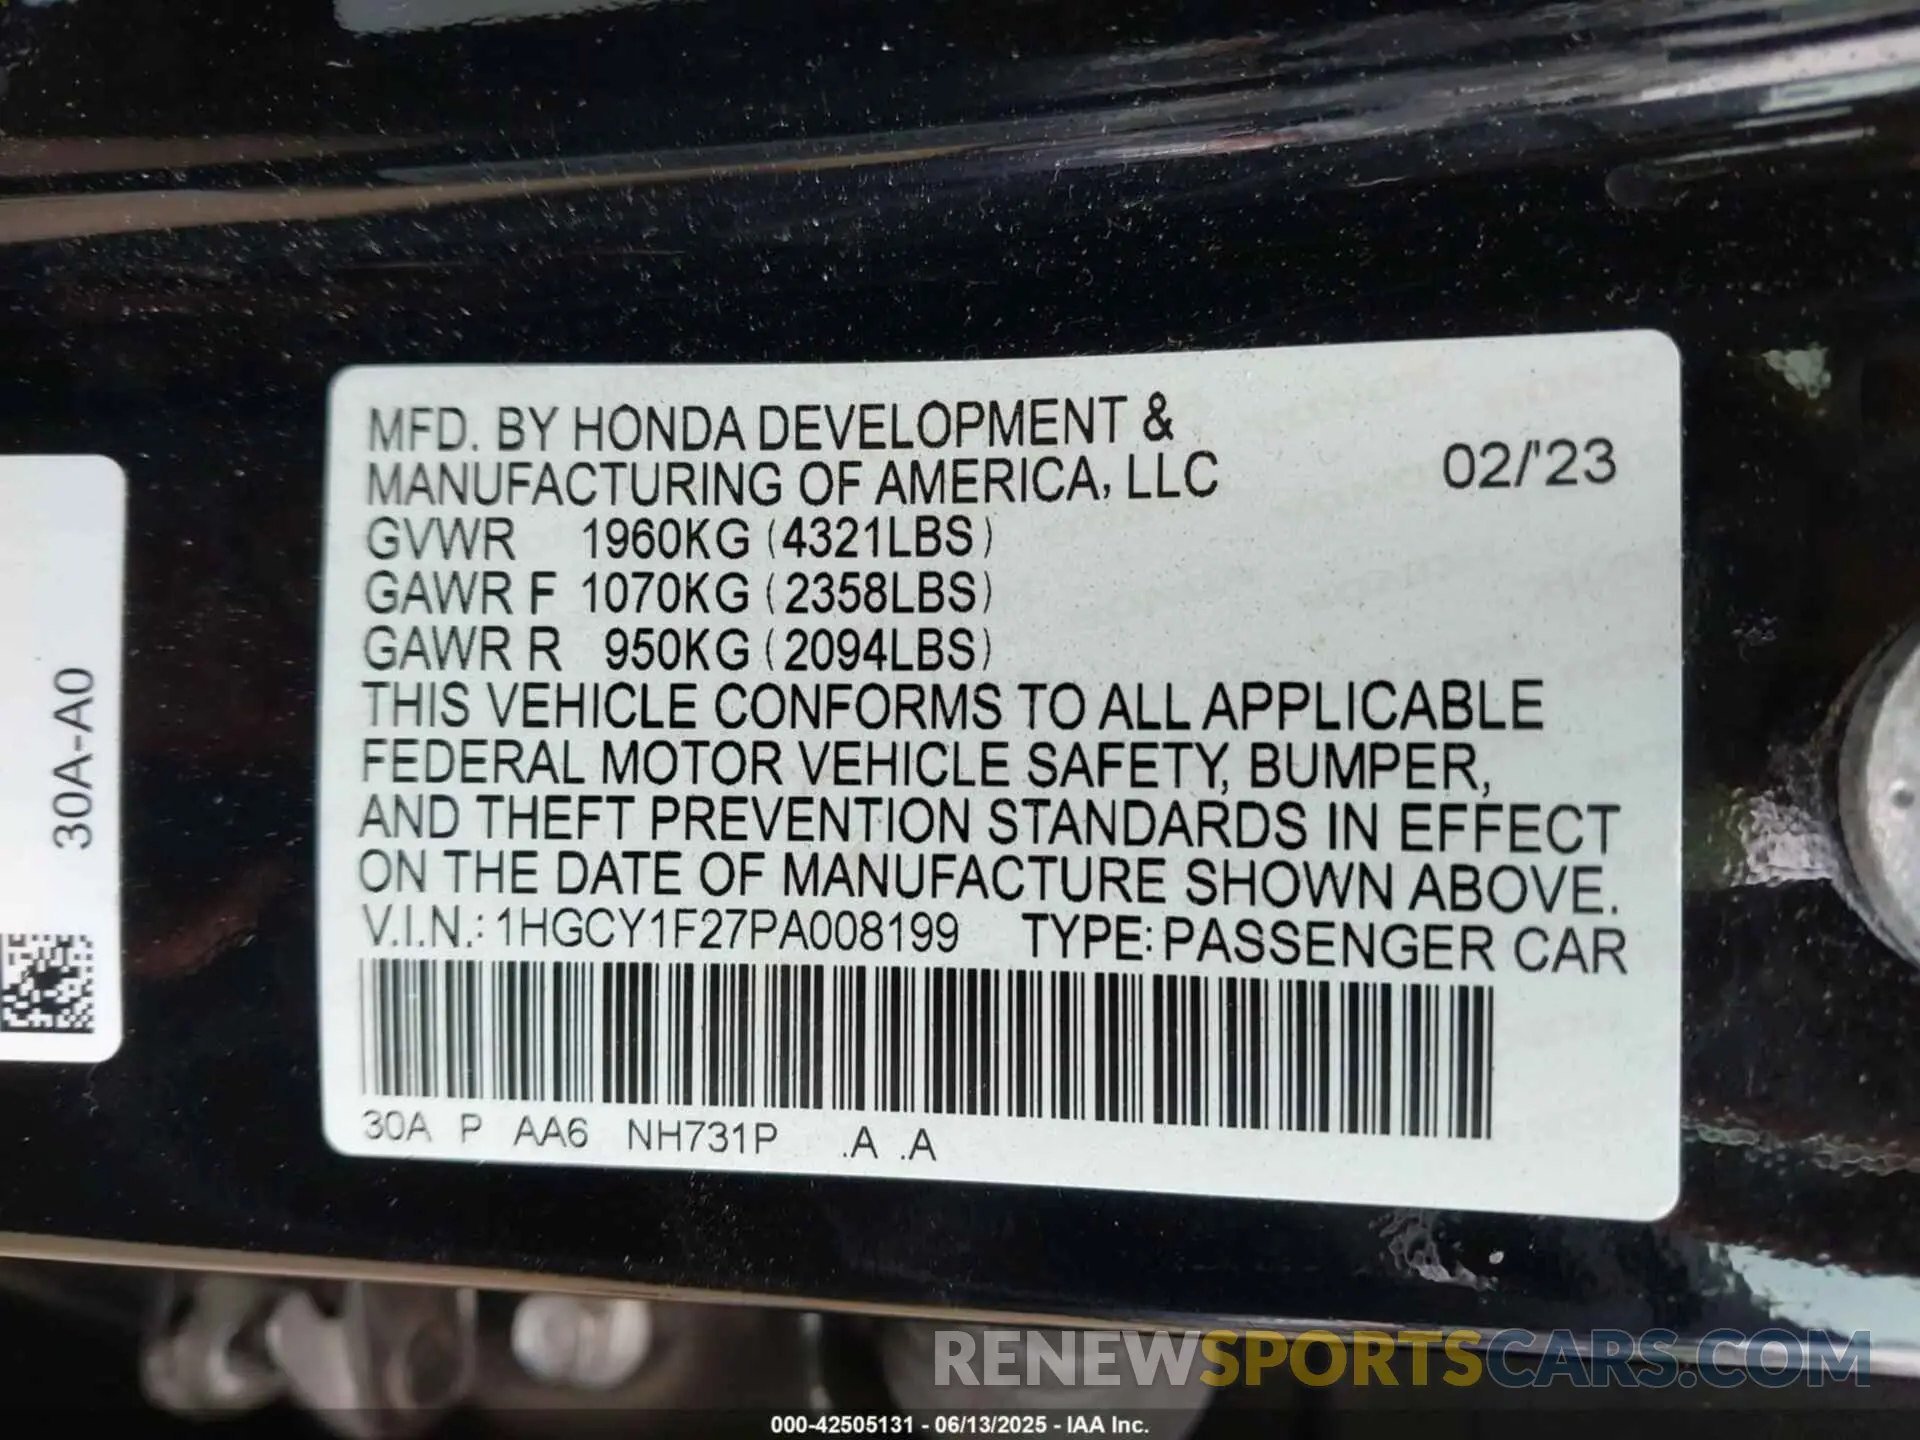 MFD. BY HONDA DEVELOPMENT &
MANUFACTURING OF AMERICA, LLC
02/'23
GVWR 1960KG (4321LBS)
GAWR F 1070KG (2358LBS)
GAWR R 950KG (2094LBS)
THIS VEHICLE CONFORMS TO ALL APPLICABLE
FEDERAL MOTOR VEHICLE SAFETY, BUMPER,
AND THEFT PREVENTION STANDARDS IN EFFECT
ON THE DATE OF MANUFACTURE SHOWN ABOVE.
V.I.N.: 1HGCY1F27PA008199 TYPE: PASSENGER CAR
30A P AA6 NH731P .A .A
30A-A0
RENEWSPORTSCARS.COM
000-42505131 - 06/13/2025 - IAA Inc.